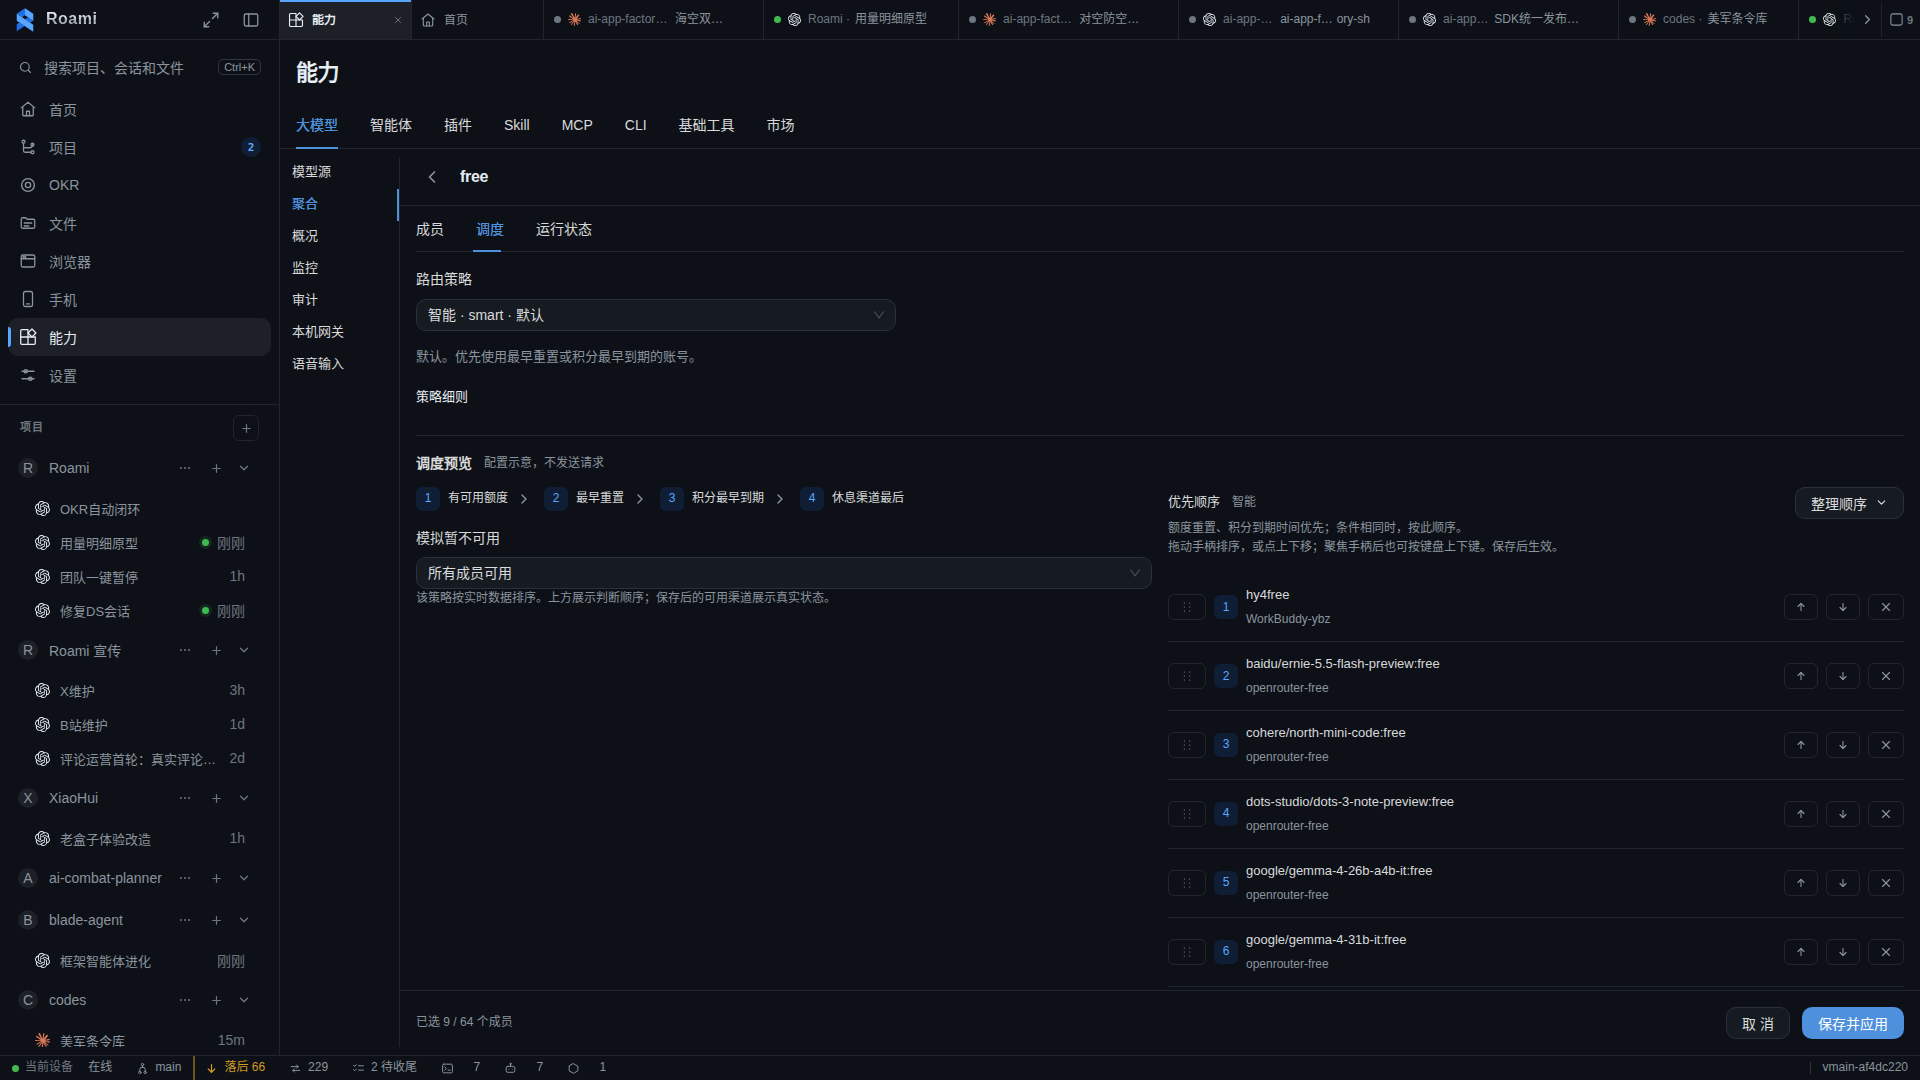 Roami
搜索项目、会话和文件 Ctrl+K
首页
项目 2
OKR
文件
浏览器
手机
能力
设置
项目
R Roami
OKR自动闭环
用量明细原型 刚刚
团队一键暂停 1h
修复DS会话 刚刚
R Roami 宣传
X维护 3h
B站维护 1d
评论运营首轮：真实评论… 2d
X XiaoHui
老盒子体验改造 1h
A ai-combat-planner
B blade-agent
框架智能体进化 刚刚
C codes
美军条令库 15m
能力
首页
ai-app-factor… 海空双…
Roami · 用量明细原型
ai-app-fact… 对空防空…
ai-app-… ai-app-f… ory-sh
ai-app… SDK统一发布…
codes · 美军条令库
R
9
能力
大模型 智能体 插件 Skill MCP CLI 基础工具 市场
模型源
聚合
概况
监控
审计
本机网关
语音输入
free
成员 调度 运行状态
路由策略
智能 · smart · 默认
默认。优先使用最早重置或积分最早到期的账号。
策略细则
调度预览 配置示意，不发送请求
1 有可用额度 2 最早重置 3 积分最早到期 4 休息渠道最后
模拟暂不可用
所有成员可用
该策略按实时数据排序。上方展示判断顺序；保存后的可用渠道展示真实状态。
优先顺序 智能
整理顺序
额度重置、积分到期时间优先；条件相同时，按此顺序。
拖动手柄排序，或点上下移；聚焦手柄后也可按键盘上下键。保存后生效。
1 hy4free
WorkBuddy-ybz
2 baidu/ernie-5.5-flash-preview:free
openrouter-free
3 cohere/north-mini-code:free
openrouter-free
4 dots-studio/dots-3-note-preview:free
openrouter-free
5 google/gemma-4-26b-a4b-it:free
openrouter-free
6 google/gemma-4-31b-it:free
openrouter-free
已选 9 / 64 个成员
取 消 保存并应用
当前设备 在线 main 落后 66 229 2 待收尾 7 7 1 vmain-af4dc220